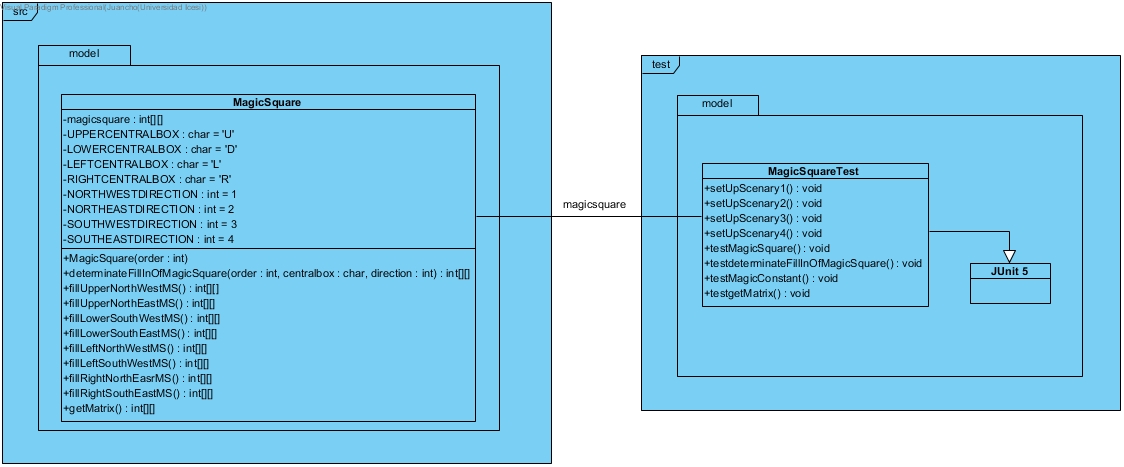 Visual Paradigm Professional(Juancho(Universidad Icesi))
src
model
MagicSquare
-magicsquare : int[][]
-UPPERCENTRALBOX : char = 'U'
-LOWERCENTRALBOX : char = 'D'
-LEFTCENTRALBOX : char = 'L'
-RIGHTCENTRALBOX : char = 'R'
-NORTHWESTDIRECTION : int = 1
-NORTHEASTDIRECTION : int = 2
-SOUTHWESTDIRECTION : int = 3
-SOUTHEASTDIRECTION : int = 4
+MagicSquare(order : int)
+determinateFillInOfMagicSquare(order : int, centralbox : char, direction : int) : int[][]
+fillUpperNorthWestMS() : int[][]
+fillUpperNorthEastMS() : int[][]
+fillLowerSouthWestMS() : int[][]
+fillLowerSouthEastMS() : int[][]
+fillLeftNorthWestMS() : int[][]
+fillLeftSouthWestMS() : int[][]
+fillRightNorthEasrMS() : int[][]
+fillRightSouthEastMS() : int[][]
+getMatrix() : int[][]
magicsquare
test
model
MagicSquareTest
+setUpScenary1() : void
+setUpScenary2() : void
+setUpScenary3() : void
+setUpScenary4() : void
+testMagicSquare() : void
+testdeterminateFillInOfMagicSquare() : void
+testMagicConstant() : void
+testgetMatrix() : void
JUnit 5